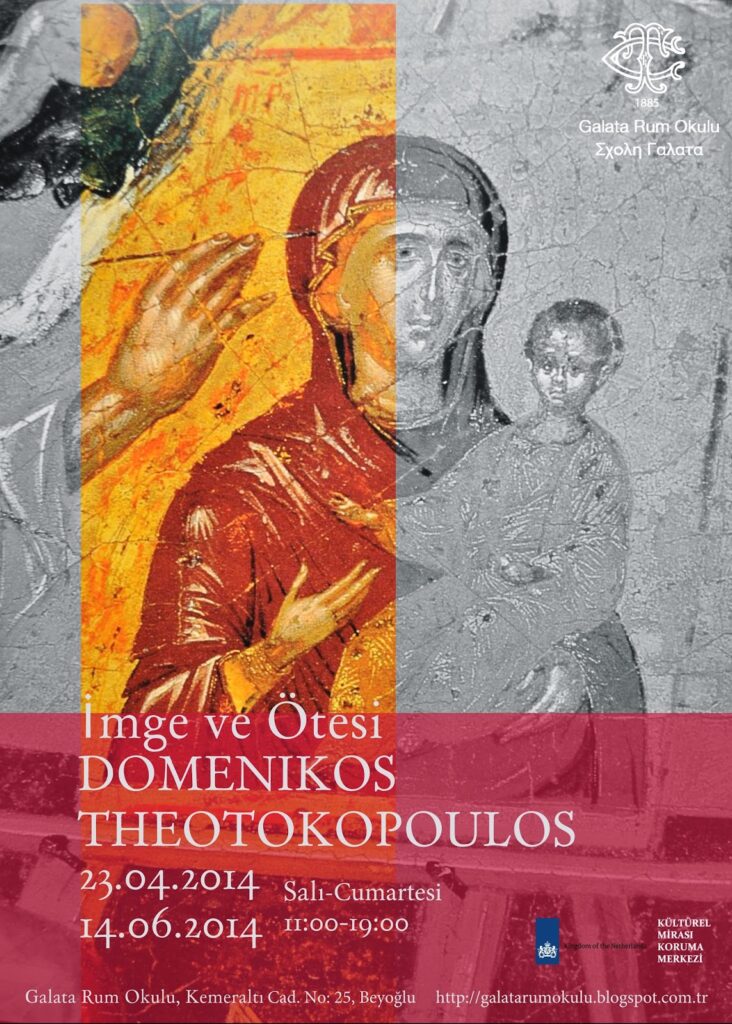 1885
Galata Rum Okulu
Σχολη Γαλατα
İmge ve Ötesi
DOMENIKOS
THEOTOKOPOULOS
23.04.2014
14.06.2014
Salı-Cumartesi
11:00-19:00
Kingdom of the Netherlands
KÜLTÜREL
MİRASI
KORUMA
MERKEZİ
Galata Rum Okulu, Kemeraltı Cad. No: 25, Beyoğlu http://galatarumokulu.blogspot.com.tr